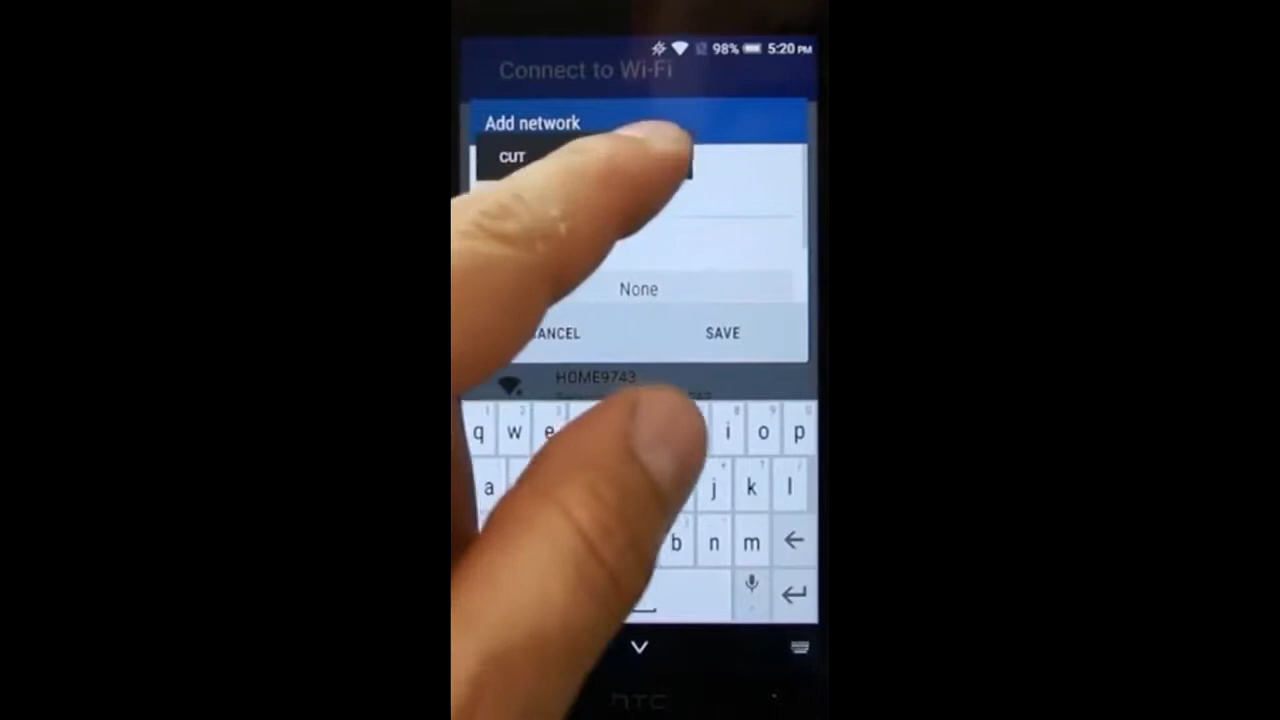 98% 5:20 PM
Connect to Wi-Fi
Add network
CUT
None
CANCEL SAVE
HOME9743
q w e i o p
a j k l
b n m
hTC